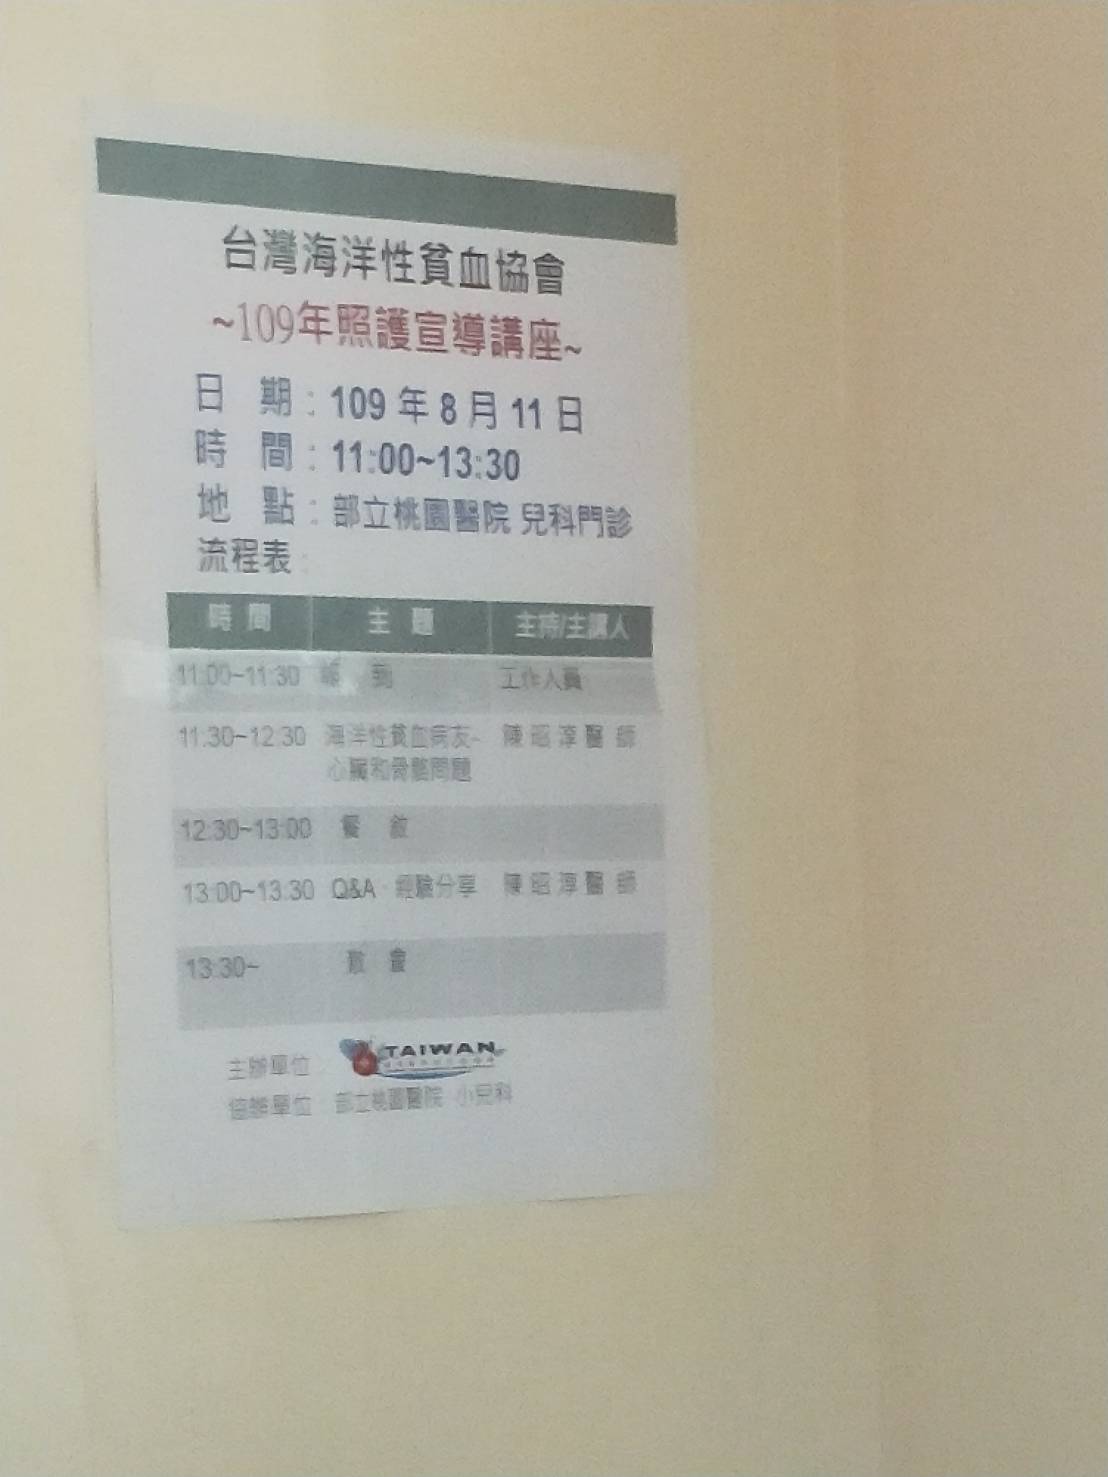 台灣海洋性貧血協會
~109年照護宣導講座~
日 期：109 年 8 月 11 日
時 間：11:00~13:30
地 點：部立桃園醫院 兒科門診
流程表：
時 間 主 題 主持/主講人
11:00~11:30 報 到 工作人員
11:30~12:30 海洋性貧血病友- 陳 昭 淳 醫 師
心臟和骨骼問題
12:30~13:00 餐 敘
13:00~13:30 Q&A 經驗分享 陳 昭 淳 醫 師
13:30~ 散 會
主辦單位 TAIWAN
協辦單位 部立桃園醫院 小兒科